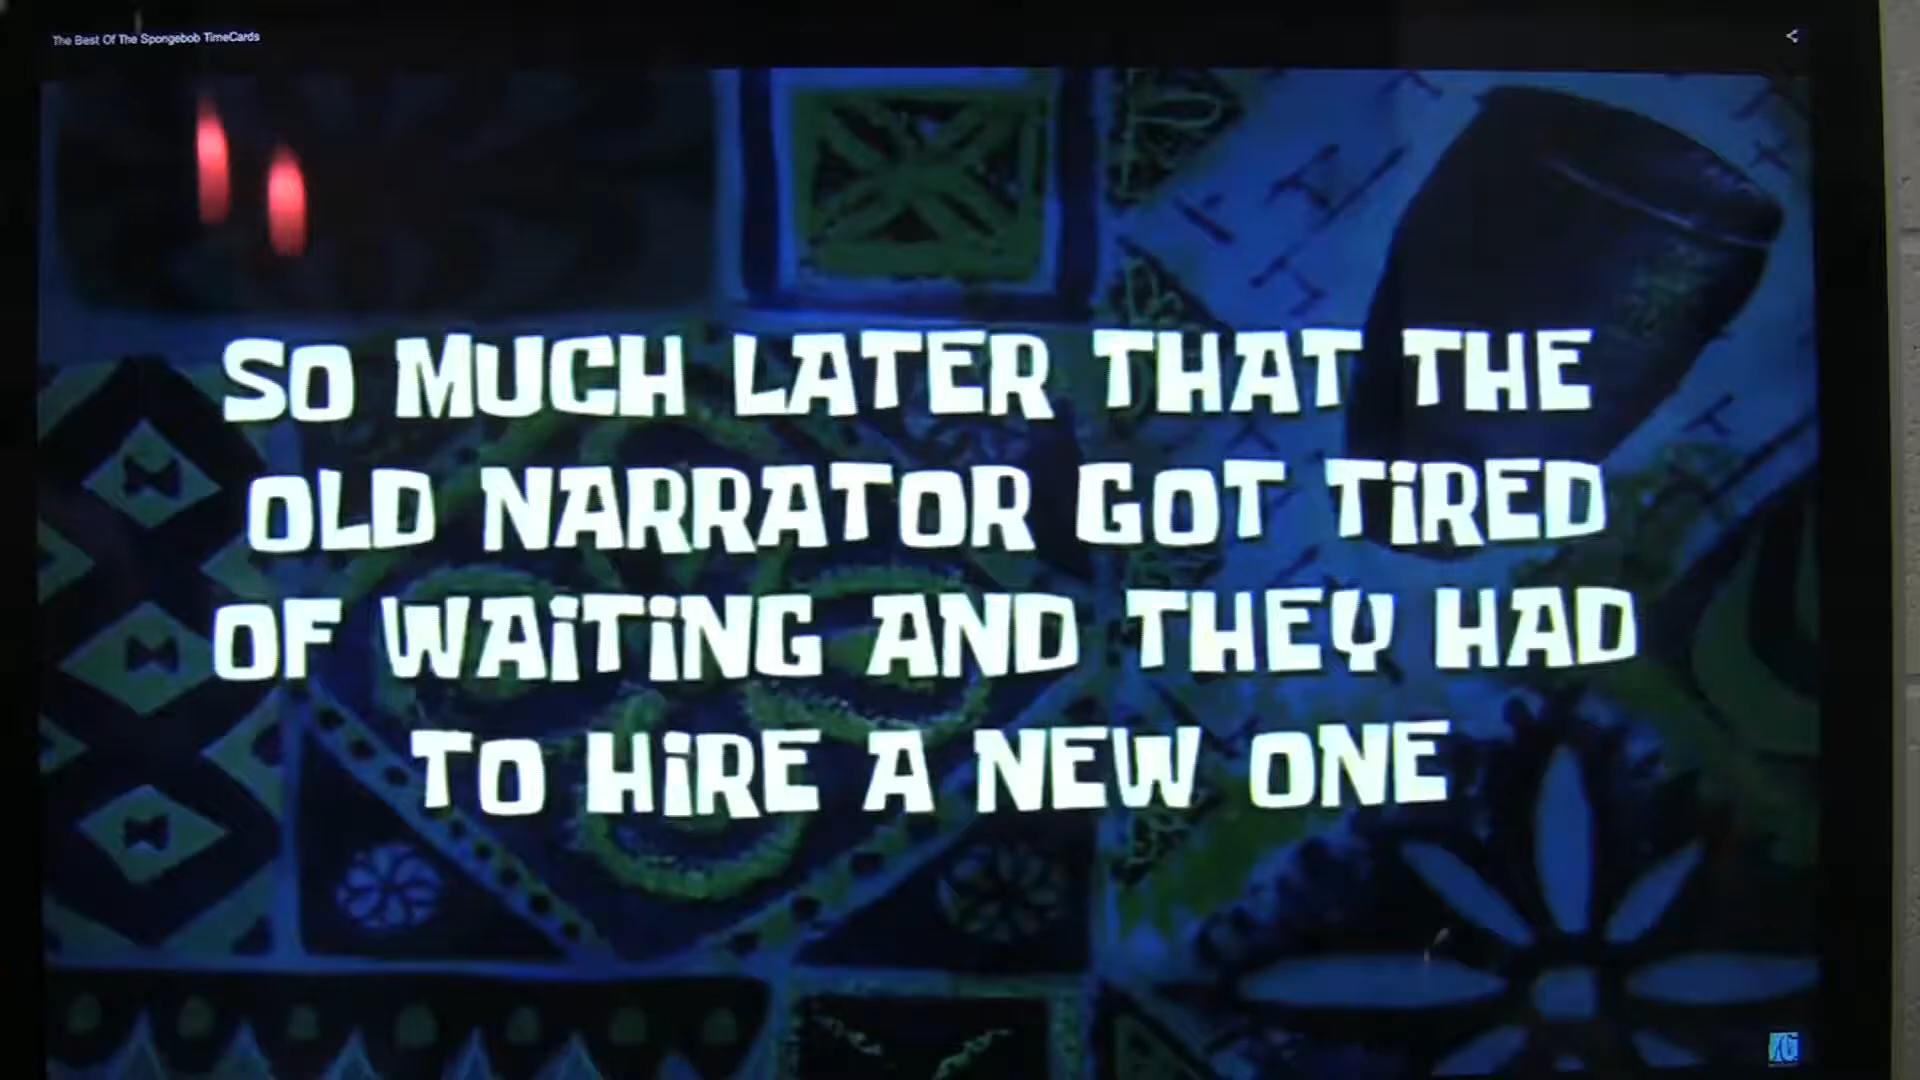 The Best Of The Spongebob TimeCards
SO MUCH LATER THAT THE
OLD NARRATOR GOT TiRED
OF WAiTiNG AND THEY HAD
TO HiRE A NEW ONE